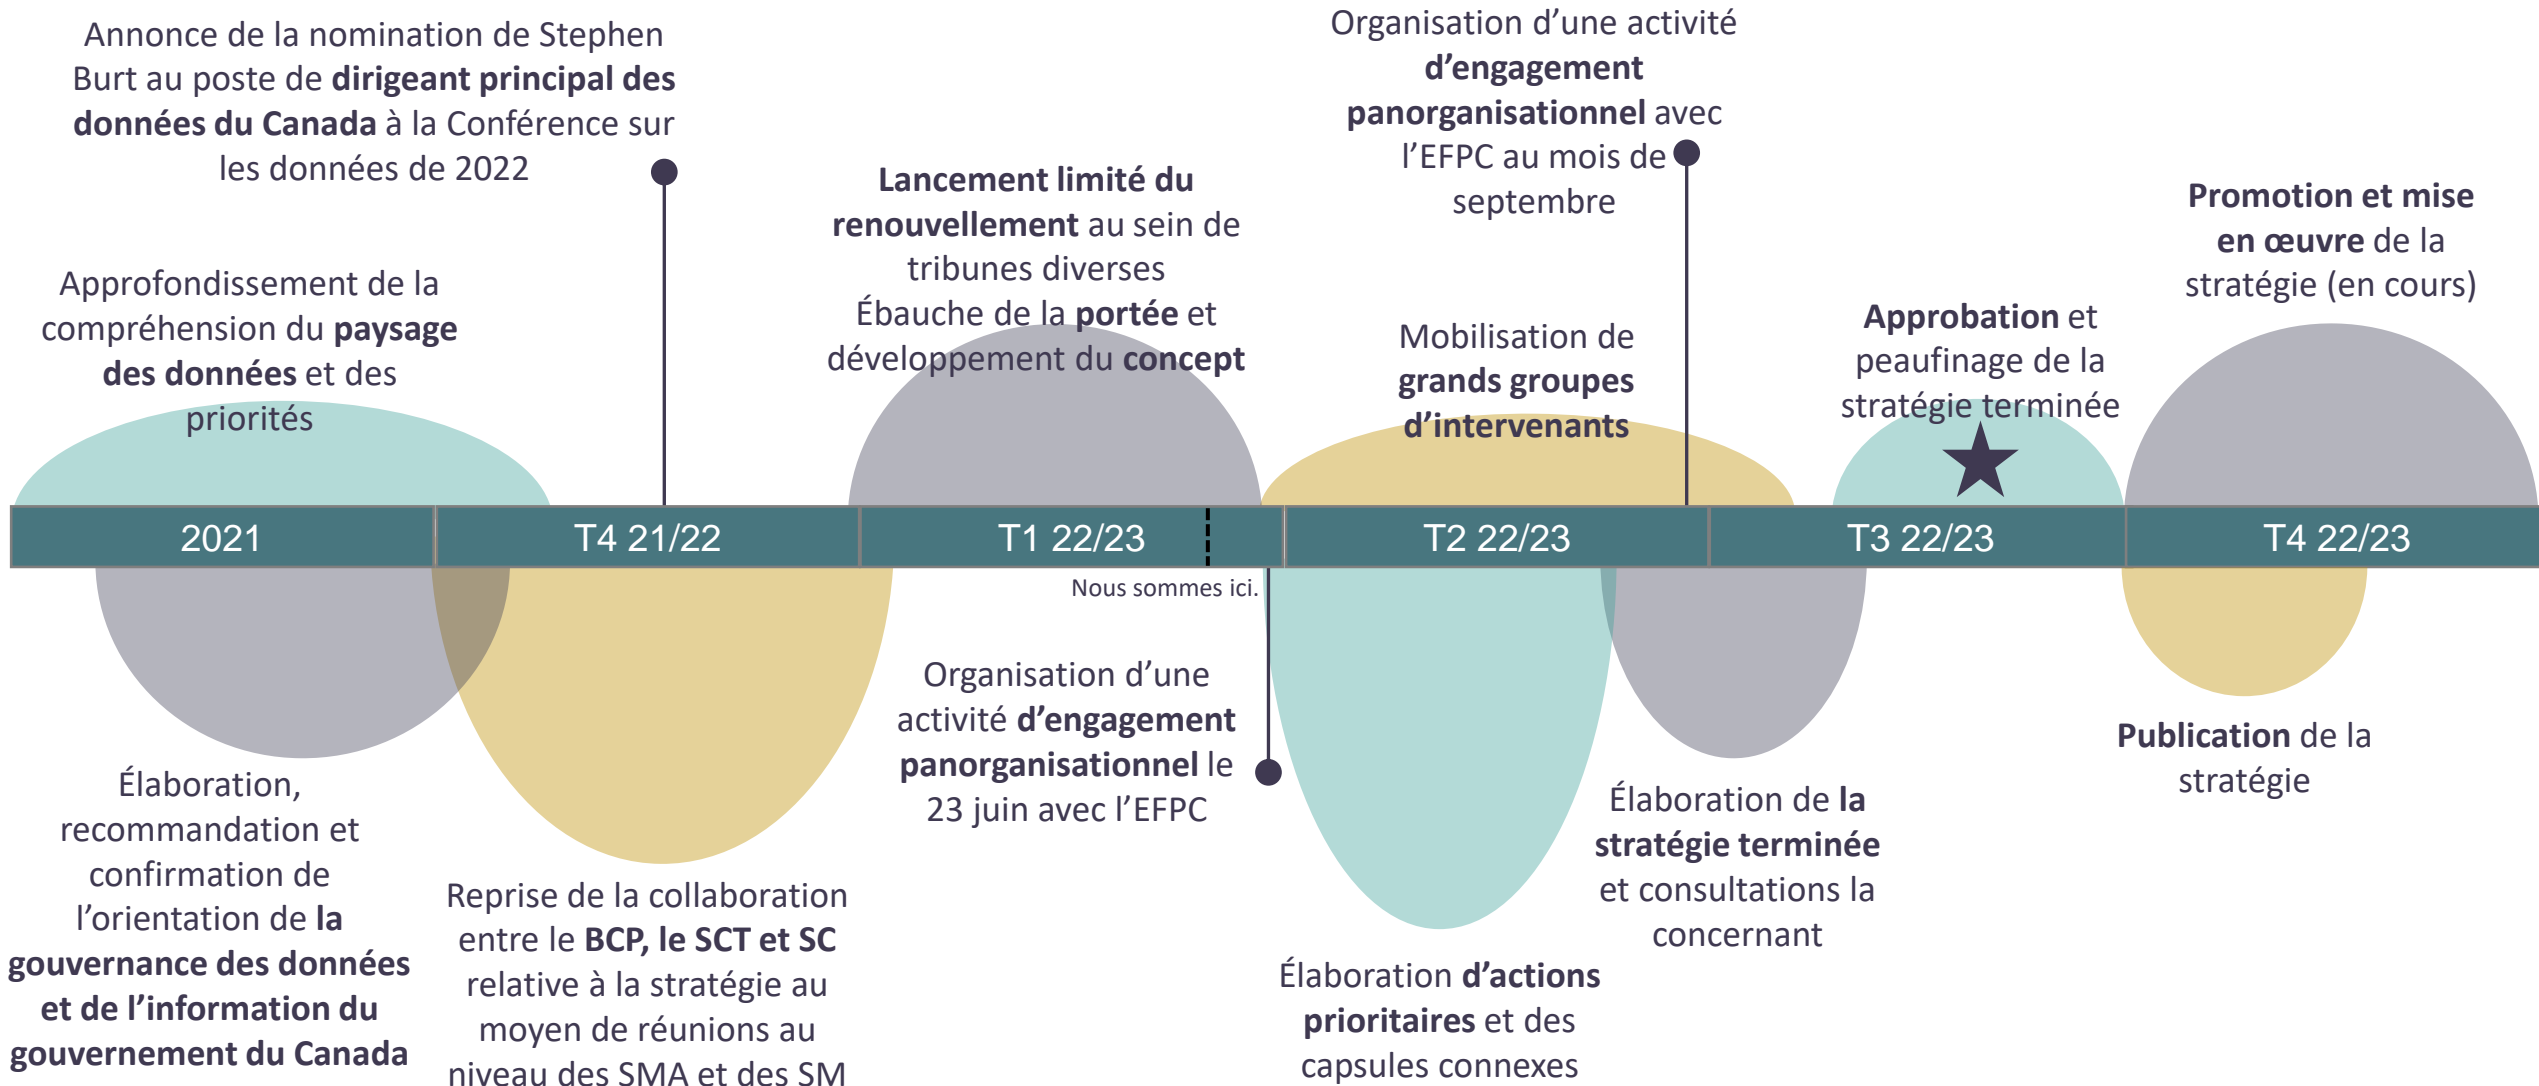 Annonce de la nomination de Stephen
Burt au poste de dirigeant principal des
données du Canada à la Conférence sur
les données de 2022
Organisation d’une activité
d’engagement
panorganisationnel avec
l’EFPC au mois de
septembre
Approfondissement de la
compréhension du paysage
des données et des
priorités
Lancement limité du
renouvellement au sein de
tribunes diverses
Ébauche de la portée et
développement du concept
Mobilisation de
grands groupes
d’intervenants
Approbation et
peaufinage de la
stratégie terminée
Promotion et mise
en œuvre de la
stratégie (en cours)
2021
T4 21/22
T1 22/23
T2 22/23
T3 22/23
T4 22/23
Nous sommes ici.
Élaboration,
recommandation et
confirmation de
l’orientation de la
gouvernance des données
et de l’information du
gouvernement du Canada
Reprise de la collaboration
entre le BCP, le SCT et SC
relative à la stratégie au
moyen de réunions au
niveau des SMA et des SM
Organisation d’une
activité d’engagement
panorganisationnel le
23 juin avec l’EFPC
Élaboration d’actions
prioritaires et des
capsules connexes
Élaboration de la
stratégie terminée
et consultations la
concernant
Publication de la
stratégie